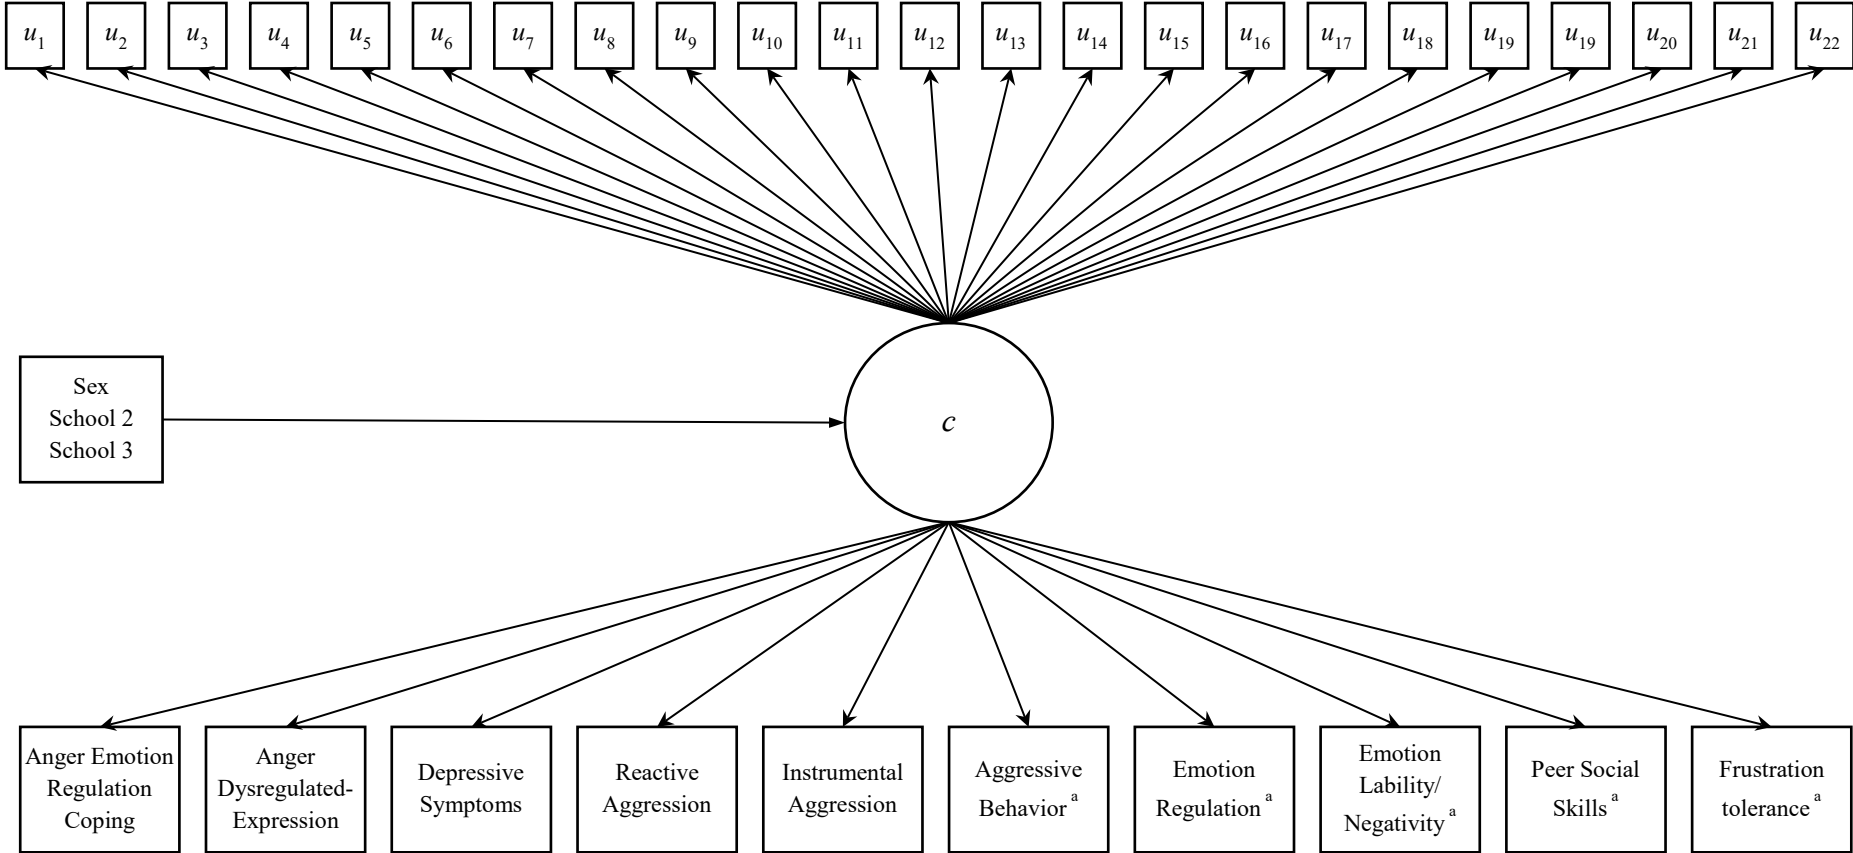 u1 u2 u3 u4 u5 u6 u7 u8 u9 u10 u11 u12 u13 u14 u15 u16 u17 u18 u19 u19 u20 u21 u22
Sex
School 2
School 3
c
Anger Emotion
Regulation
Coping
Anger
Dysregulated-
Expression
Depressive
Symptoms
Reactive
Aggression
Instrumental
Aggression
Aggressive
Behavior a
Emotion
Regulation a
Emotion
Lability/
Negativity a
Peer Social
Skills a
Frustration
tolerance a